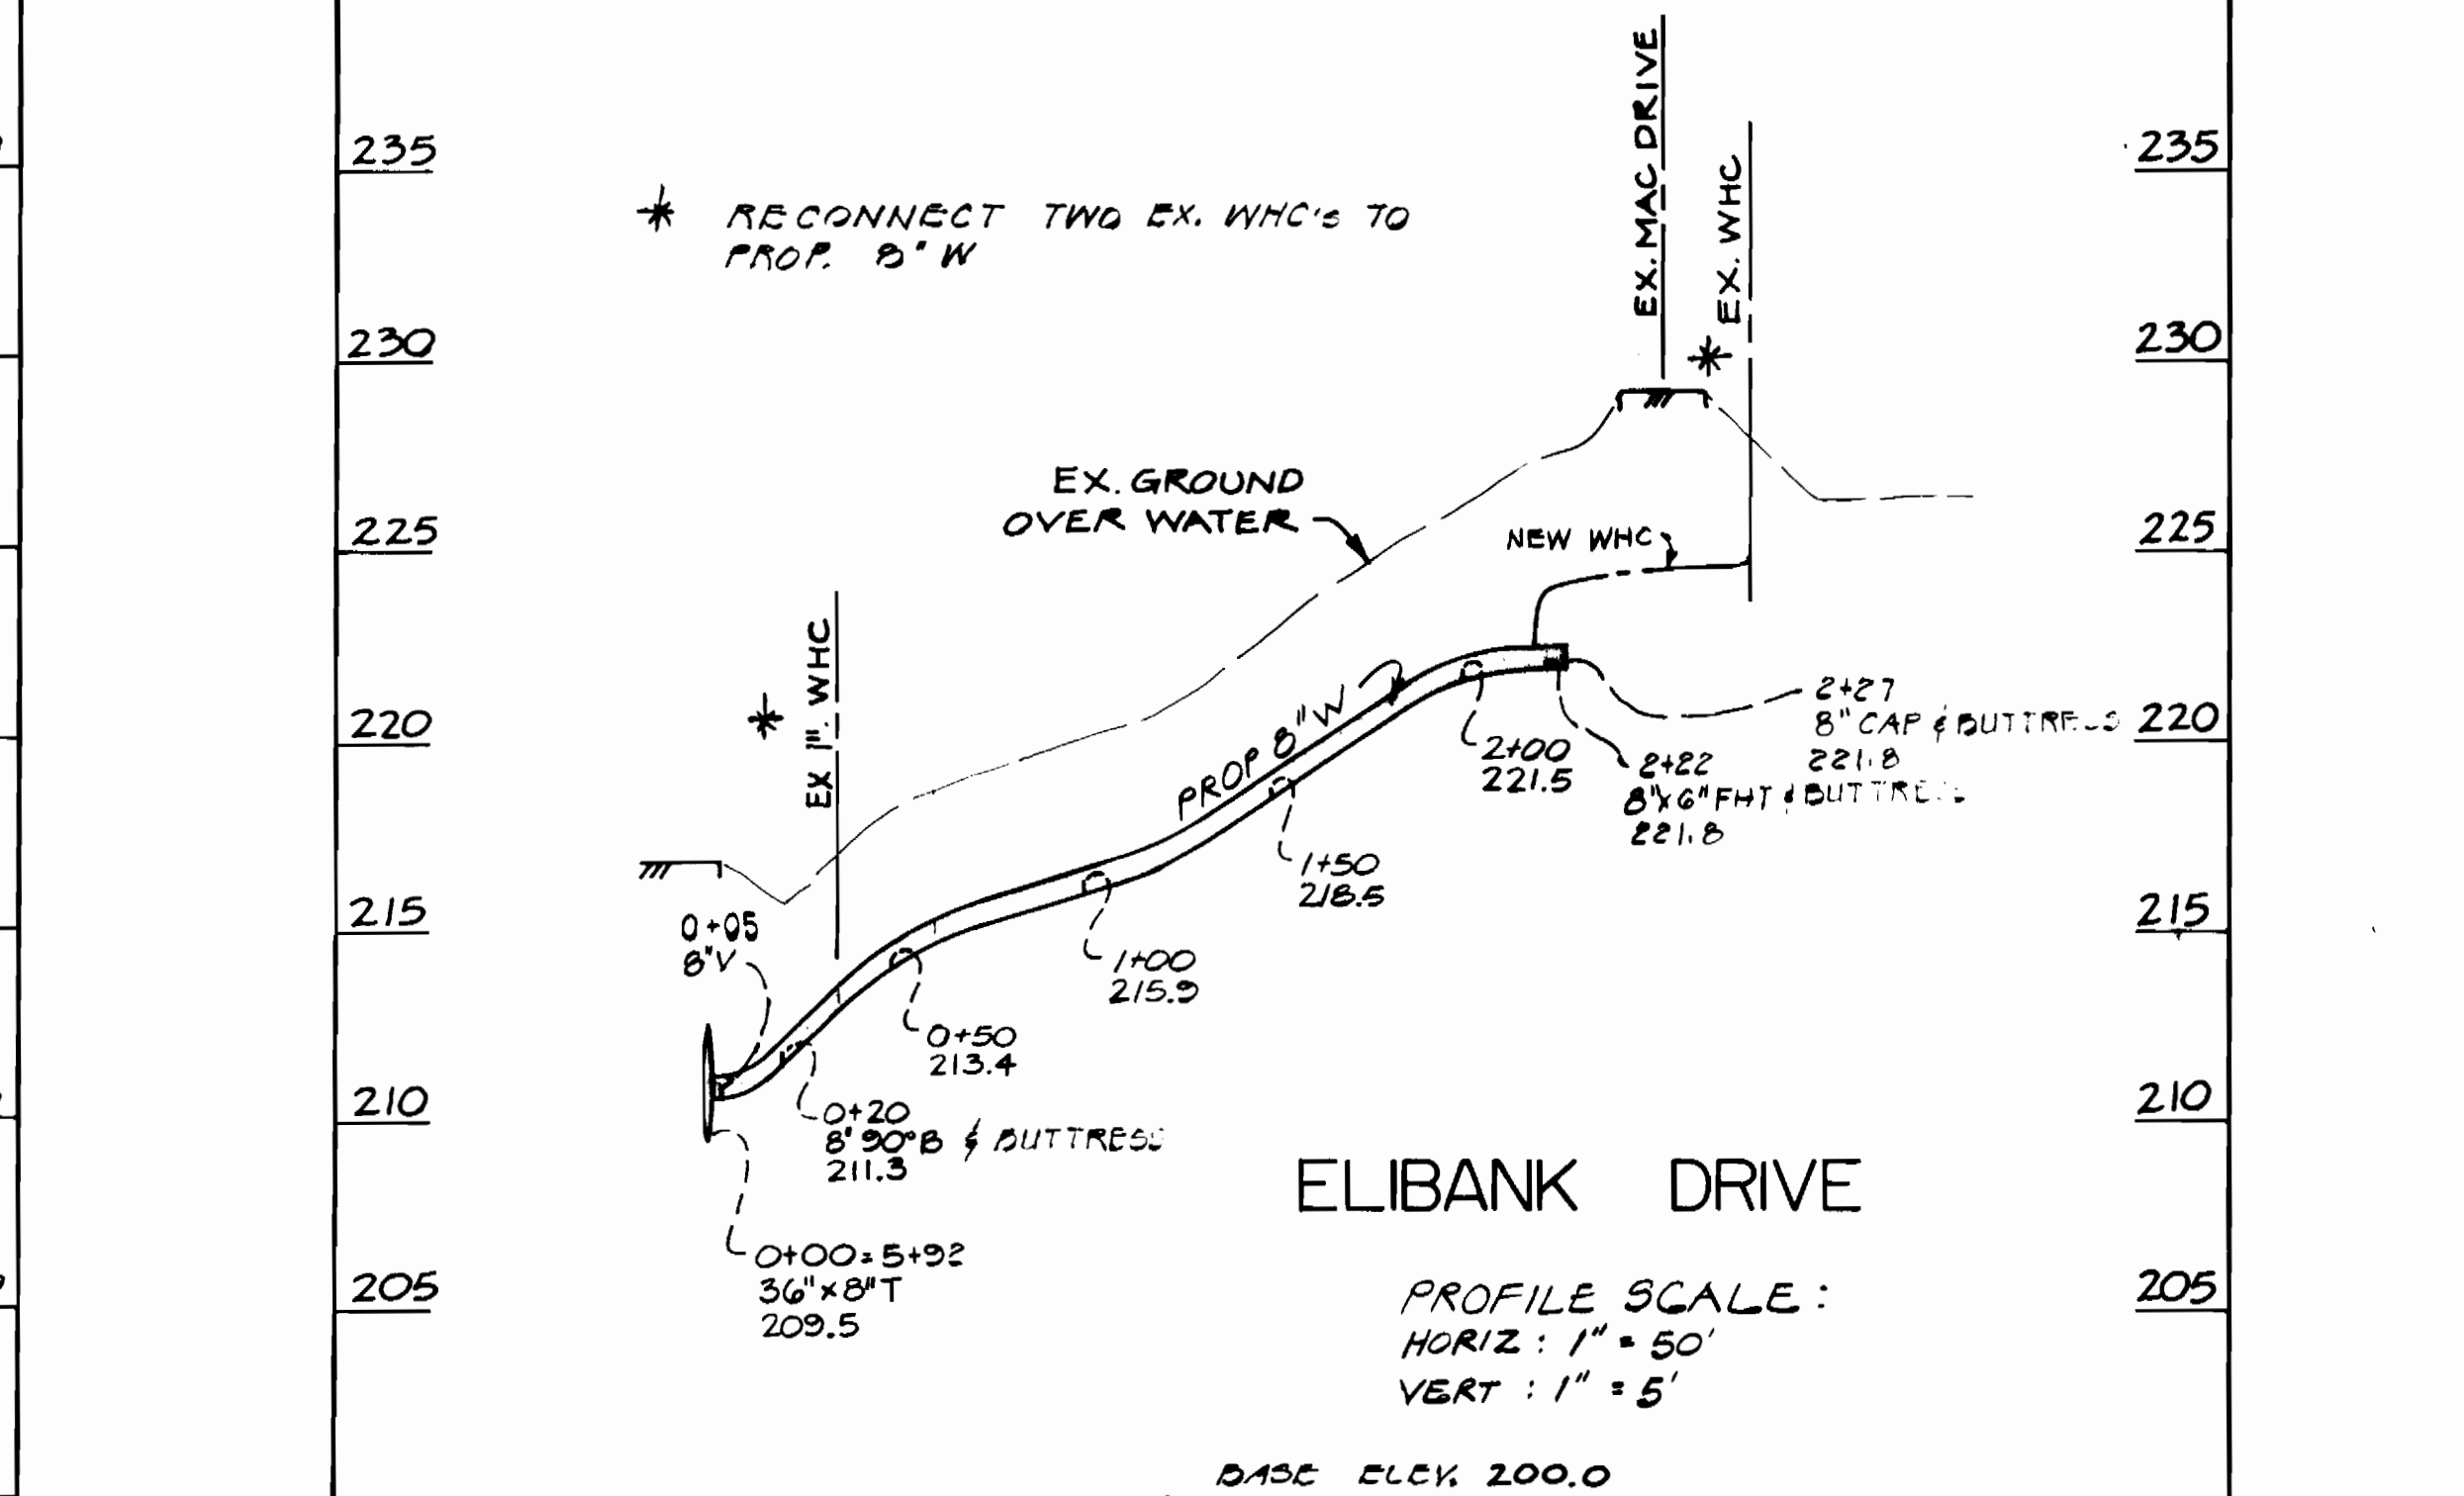 235
230
225
220
215
210
205
* RECONNECT TWO EX. WHC's TO
PROP. 8" W
EX. MAC DRIVE
EX. WHC
*
EX. GROUND
OVER WATER
NEW WHC
EX 1". WHC
*
PROP 8" W
2+27
8" CAP & BUTTRESS
221.8
2+22
8"X6" FHT & BUTTRESS
221.8
2+00
221.5
1+50
218.5
1+00
215.9
0+50
213.4
0+05
8"V
0+20
8" 90° B & BUTTRESS
211.3
0+00=5+92
36"x8"T
209.5
ELIBANK DRIVE
PROFILE SCALE :
HORIZ : 1" = 50'
VERT : 1" = 5'
BASE ELEV. 200.0
235
230
225
220
215
210
205